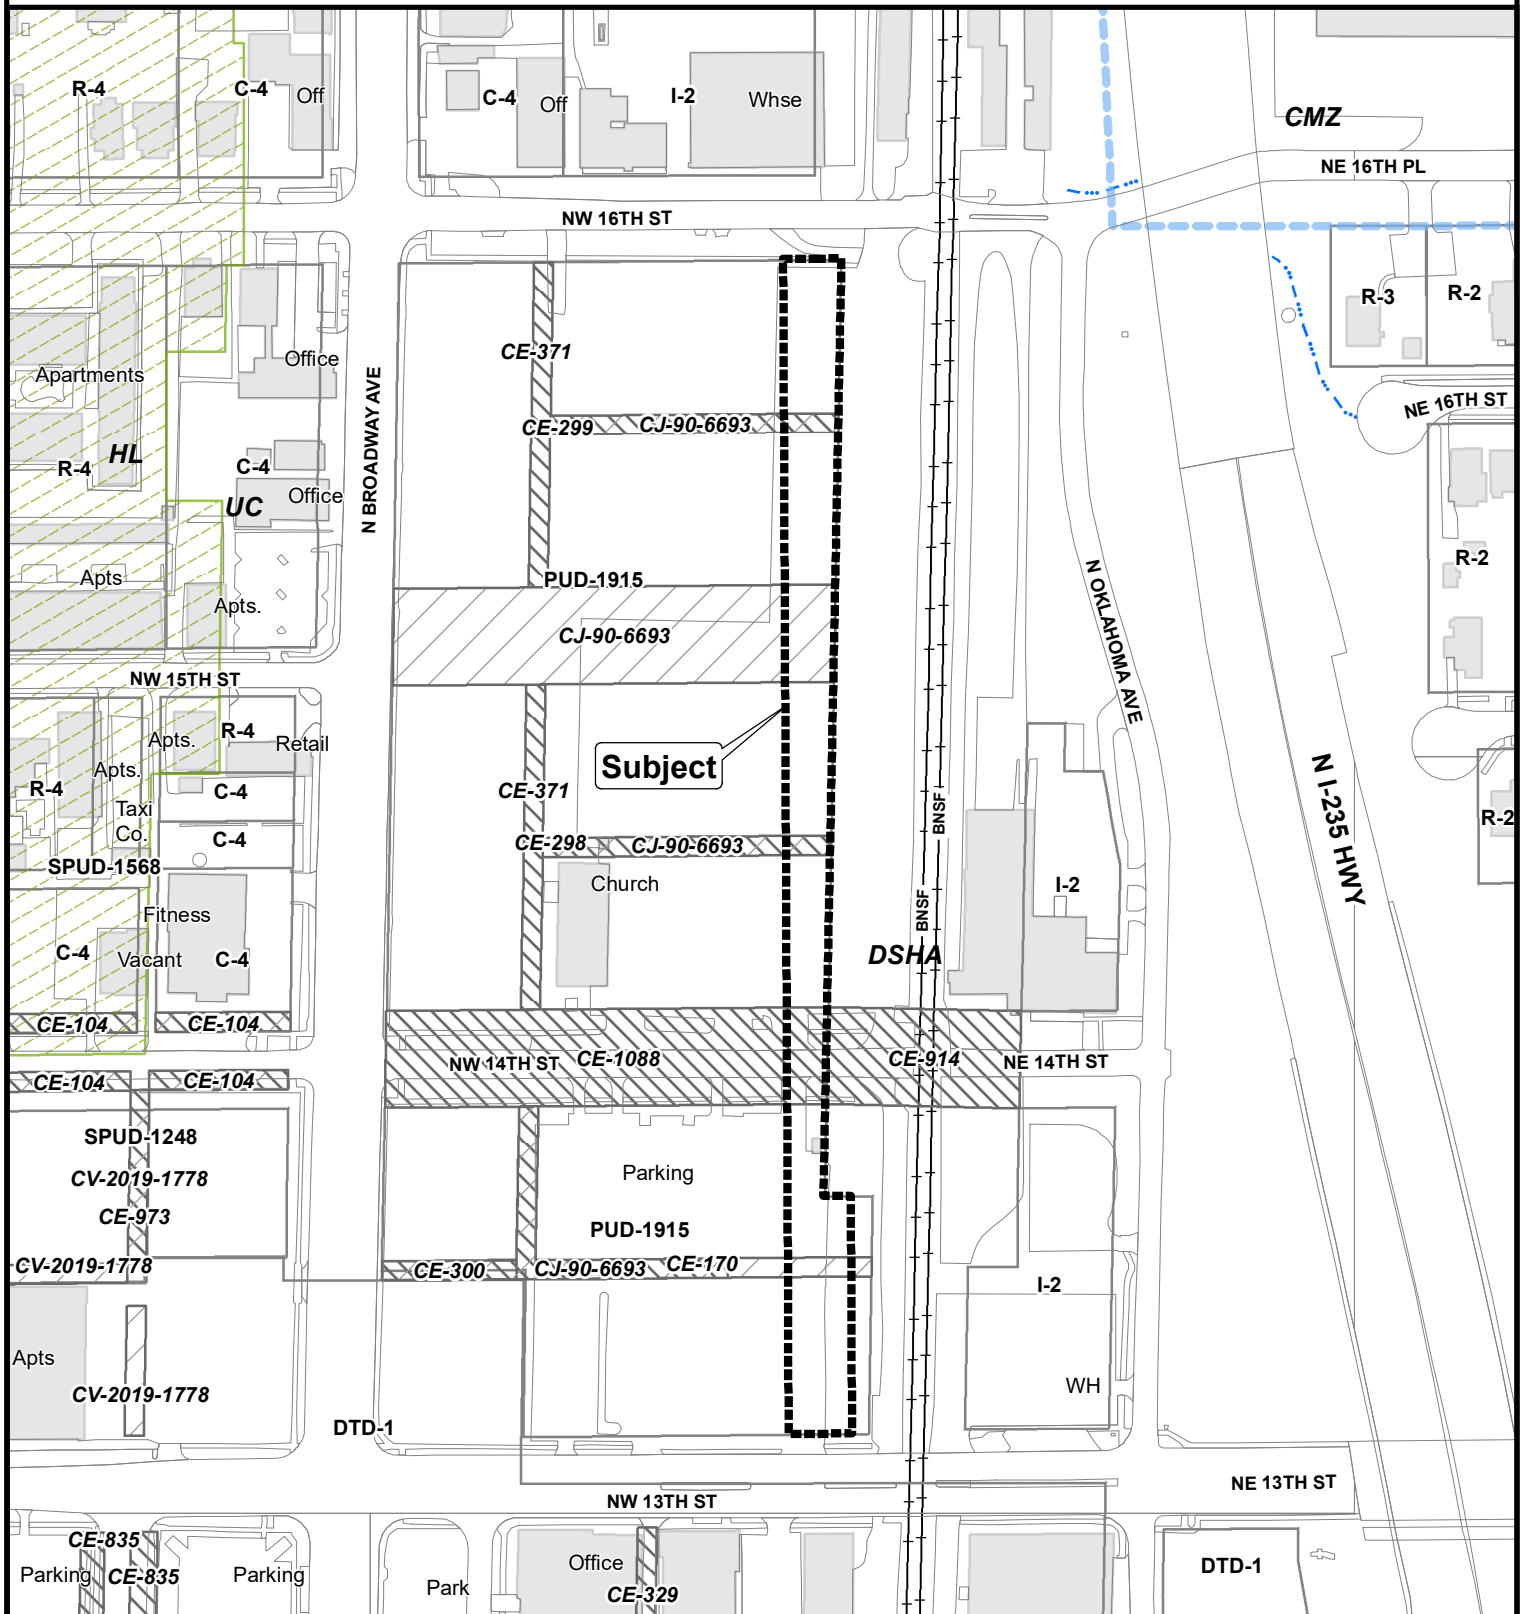 R-4
C-4
Off
C-4
Off
I-2
Whse
CMZ
NE 16TH PL
NW 16TH ST
R-3
R-2
CE-371
Office
Apartments
N BROADWAY AVE
NE 16TH ST
CE-299
CJ-90-6693
HL
R-4
C-4
Office
UC
R-2
Apts
PUD-1915
Apts.
CJ-90-6693
N OKLAHOMA AVE
NW 15TH ST
R-4
Apts.
Retail
Apts.
Subject
R-4
C-4
CE-371
Taxi
Co.
BNSF
N I-235 HWY
R-2
C-4
CE-298
CJ-90-6693
SPUD-1568
Church
I-2
Fitness
BNSF
C-4
Vacant
C-4
DSHA
CE-104
CE-104
NW 14TH ST
CE-1088
CE-914
NE 14TH ST
CE-104
CE-104
SPUD-1248
Parking
CV-2019-1778
CE-973
PUD-1915
CV-2019-1778
CE-300
CJ-90-6693
CE-170
I-2
Apts
CV-2019-1778
WH
DTD-1
NE 13TH ST
NW 13TH ST
CE-835
Parking
CE-835
Parking
Park
Office
CE-329
DTD-1